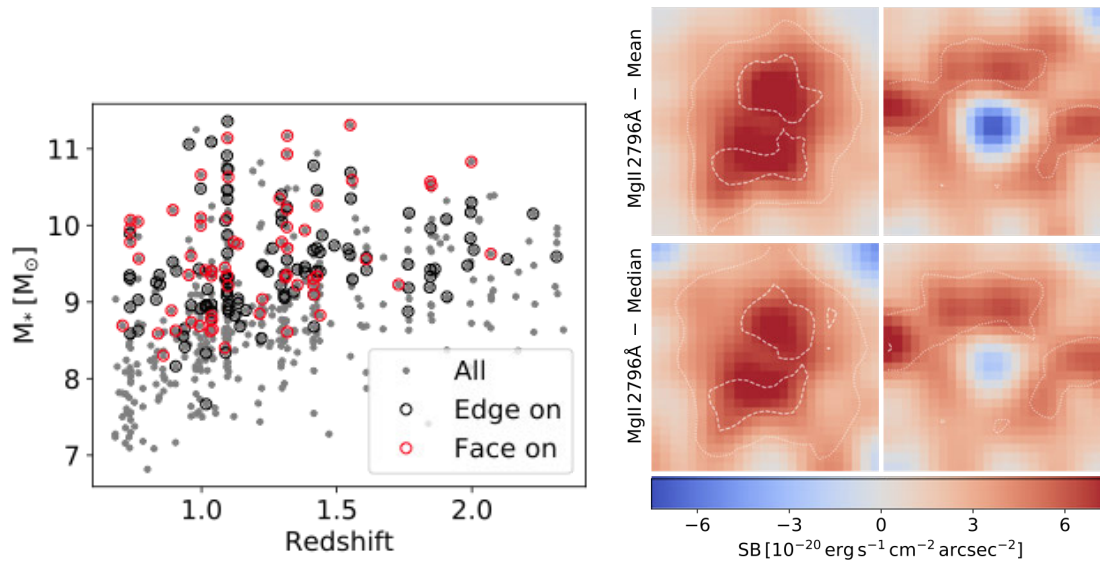 M* [M⊙]
11
10
9
8
7
All
Edge on
Face on
1.0
1.5
2.0
Redshift
MgII 2796Å − Mean
MgII 2796Å − Median
−6
−3
0
3
6
SB [10⁻²⁰ erg s⁻¹ cm⁻² arcsec⁻²]